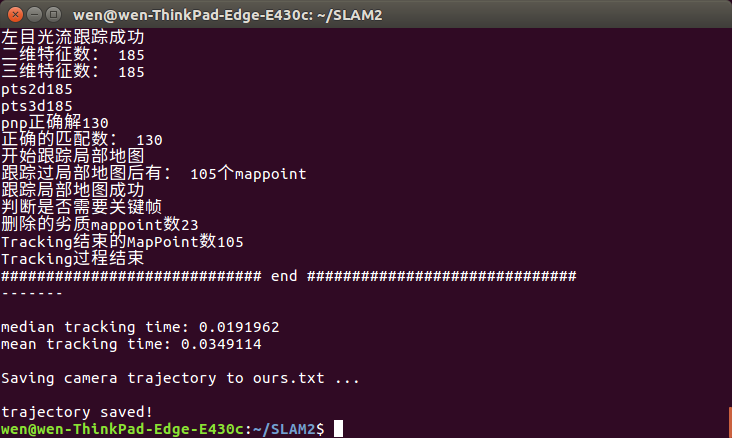 wen@wen-ThinkPad-Edge-E430c: ~/SLAM2
左目光流跟踪成功
二维特征数： 185
三维特征数： 185
pts2d185
pts3d185
pnp正确解130
正确的匹配数： 130
开始跟踪局部地图
跟踪过局部地图后有： 105个mappoint
跟踪局部地图成功
判断是否需要关键帧
删除的劣质mappoint数23
Tracking结束的MapPoint数105
Tracking过程结束
############################# end ##############################
-------
median tracking time: 0.0191962
mean tracking time: 0.0349114
Saving camera trajectory to ours.txt ...
trajectory saved!
wen@wen-ThinkPad-Edge-E430c:~/SLAM2$